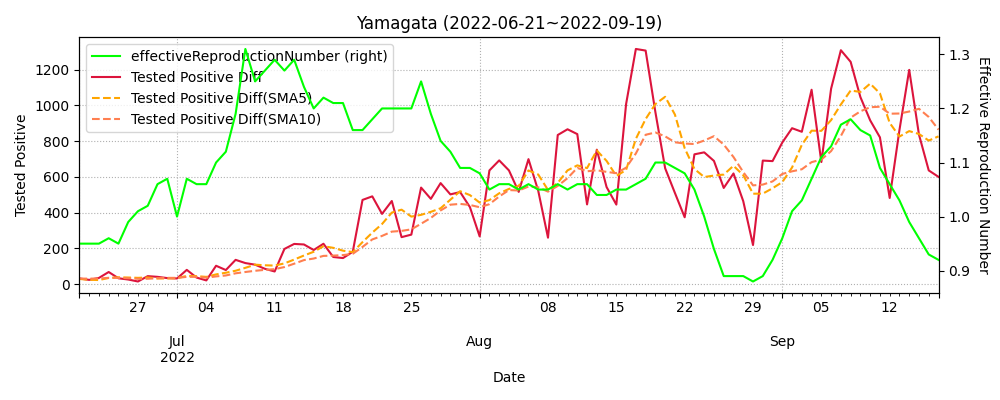 Yamagata (2022-06-21~2022-09-19)
effectiveReproductionNumber (right)
Tested Positive Diff
Tested Positive Diff(SMA5)
Tested Positive Diff(SMA10)
Tested Positive
1200
1000
800
600
400
200
0
1.3
1.2
1.1
1.0
0.9
Effective Reproduction Number
27 04 11 18 25 08 15 22 29 05 12
Jul Aug Sep
2022
Date